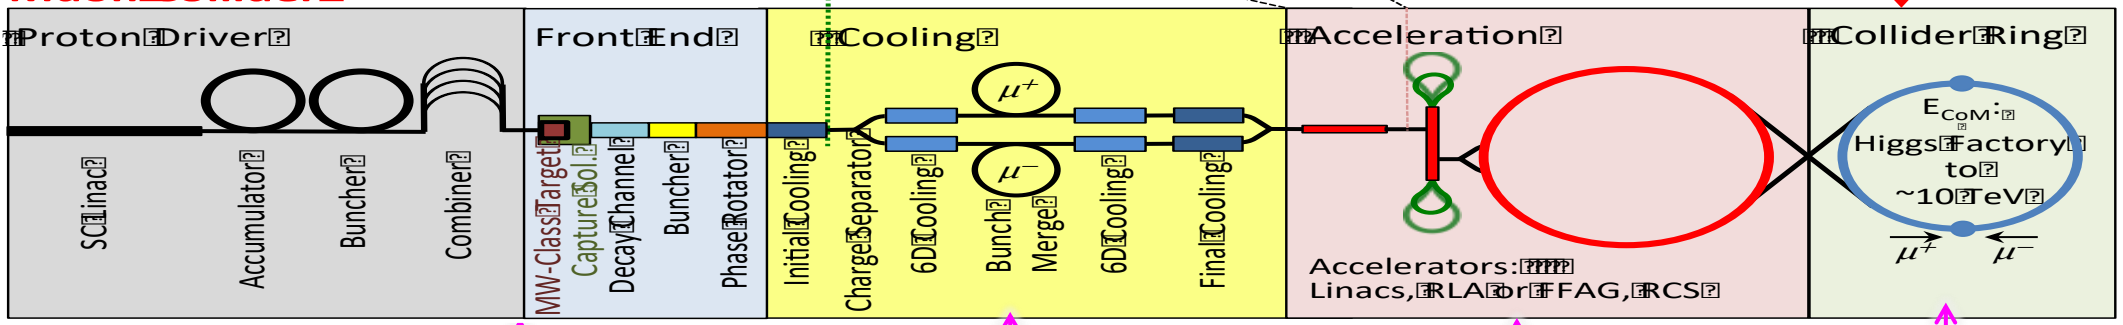 Proton Driver
Front End
Cooling
Acceleration
Collider Ring
SC Linac
Accumulator
Buncher
Combiner
MW-Class Target
Capture Sol.
Decay Channel
Buncher
Phase Rotator
Initial Cooling
Charge Separator
6D Cooling
μ+
μ−
Bunch
Merge
6D Cooling
Final Cooling
Accelerators:
Linacs, RLA or FFAG, RCS
ECoM:
Higgs Factory
to
~10 TeV
μ+ μ−